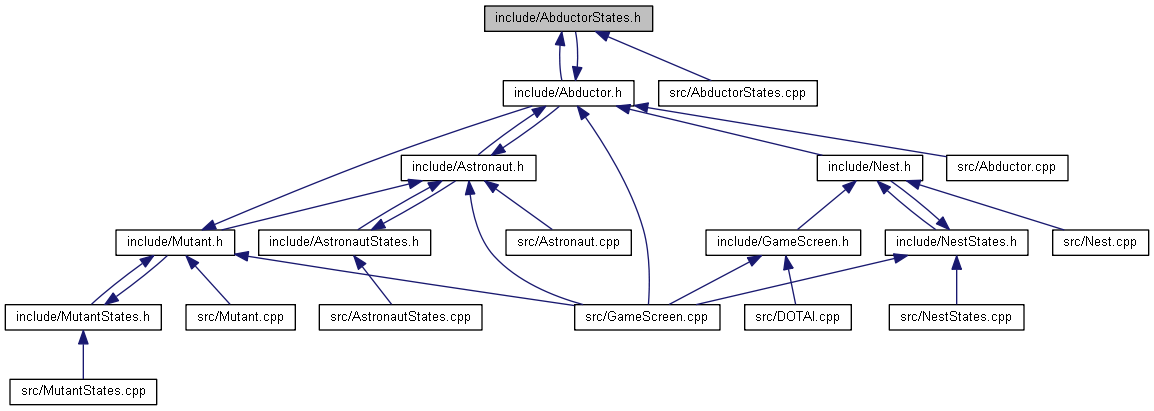 include/AbductorStates.h
include/Abductor.h
src/AbductorStates.cpp
include/Astronaut.h
include/Nest.h
src/Abductor.cpp
include/Mutant.h
include/AstronautStates.h
src/Astronaut.cpp
include/GameScreen.h
include/NestStates.h
src/Nest.cpp
include/MutantStates.h
src/Mutant.cpp
src/AstronautStates.cpp
src/GameScreen.cpp
src/DOTAI.cpp
src/NestStates.cpp
src/MutantStates.cpp